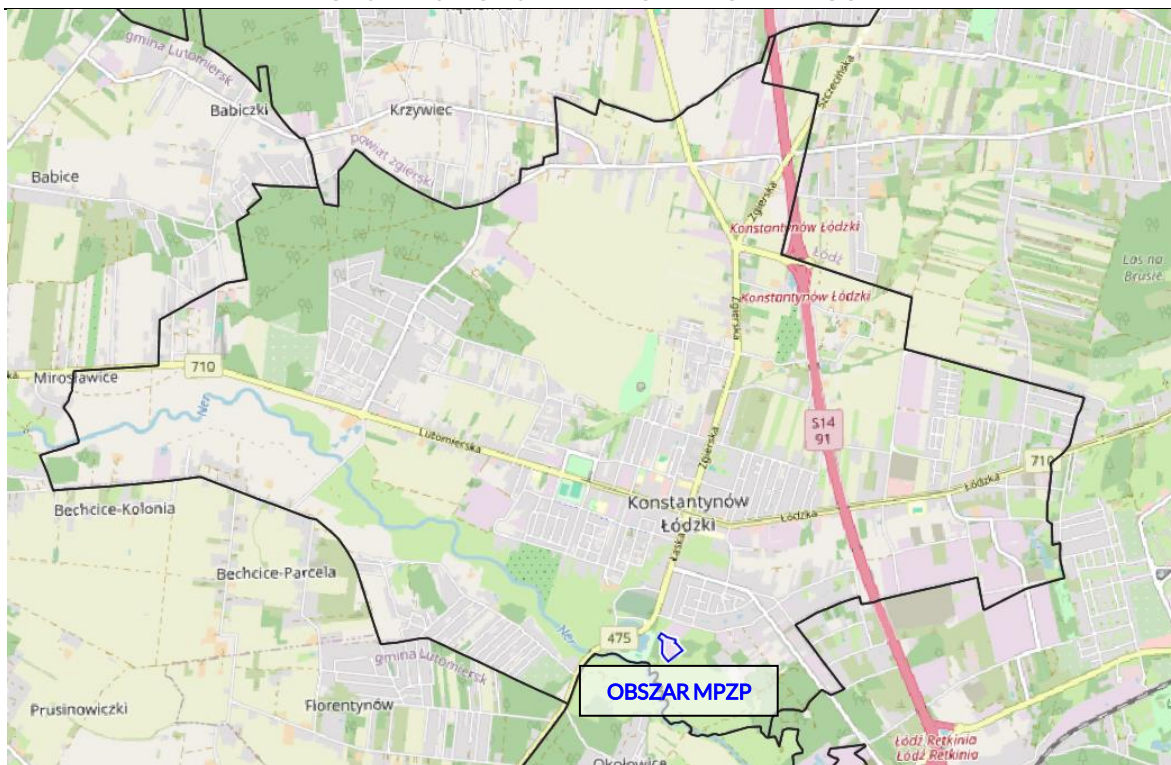 gmina Lutomiersk
Babiczki
Krzywiec
Szczecińska
powiat zgierski
Babice
Zgierska
Konstantynów Łódzki
Łódź
Las na
Brusie
Konstantynów Łódzki
Zgierska
710
Mirosławice
Ner
S14
91
Lutomierska
Zgierska
710
Łódzka
Konstantynów
Łódzki
Łódzka
Bechcice-Kolonia
Łaska
Bechcice-Parcela
475
Ner
gmina Lutomiersk
OBSZAR MPZP
Prusinowiczki
Florentynów
Łódź Retkinia
Łódź Retkinia
Okołowice